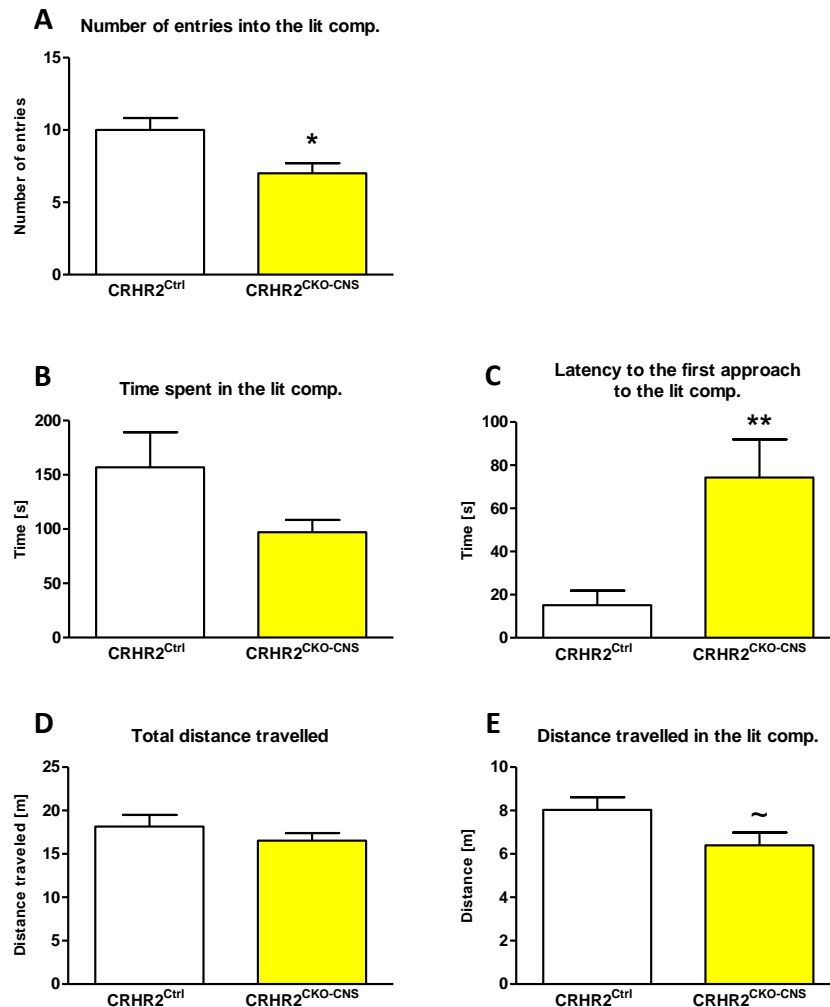 A
Number of entries into the lit comp.
15
10
5
0
Number of entries
*
CRHR2Ctrl
CRHR2CKO-CNS
B
Time spent in the lit comp.
200
150
100
50
0
Time [s]
CRHR2Ctrl
CRHR2CKO-CNS
C
Latency to the first approach
to the lit comp.
100
80
60
40
20
0
Time [s]
**
CRHR2Ctrl
CRHR2CKO-CNS
D
Total distance travelled
25
20
15
10
5
0
Distance traveled [m]
CRHR2Ctrl
CRHR2CKO-CNS
E
Distance travelled in the lit comp.
10
8
6
4
2
0
Distance [m]
~
CRHR2Ctrl
CRHR2CKO-CNS